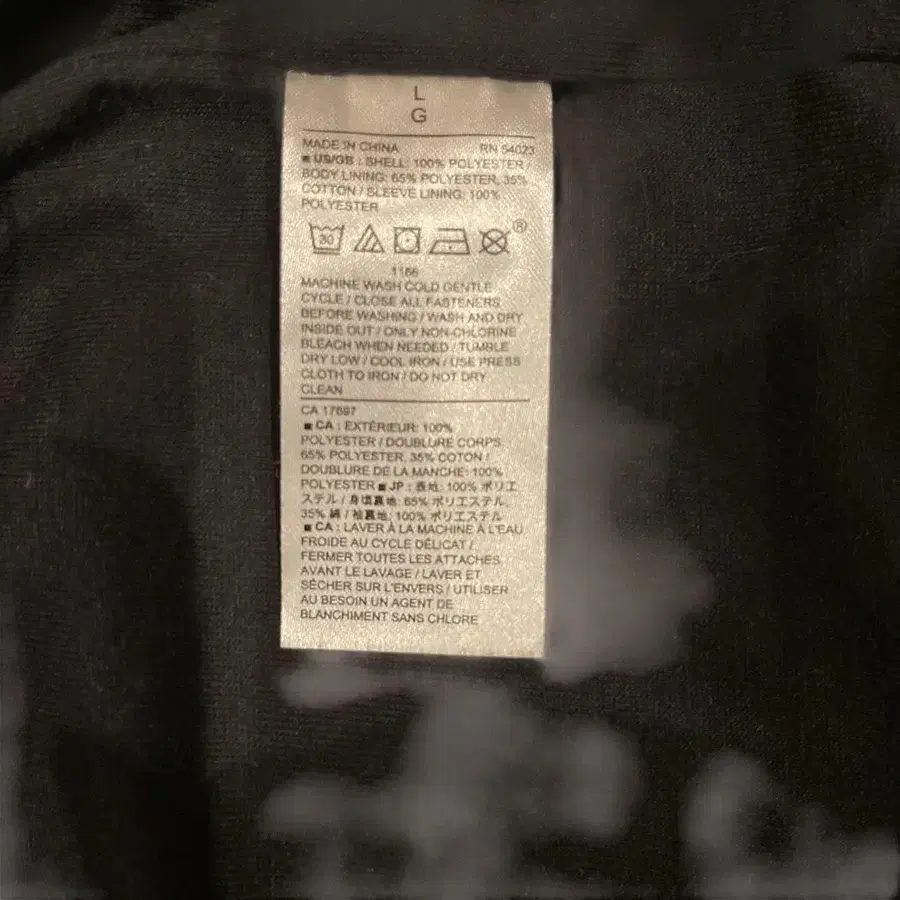 L
G
MADE IN CHINA RN 54023
■ US/GB : SHELL: 100% POLYESTER /
BODY LINING: 65% POLYESTER, 35%
COTTON / SLEEVE LINING: 100%
POLYESTER
30 ®
1166
MACHINE WASH COLD GENTLE
CYCLE / CLOSE ALL FASTENERS
BEFORE WASHING / WASH AND DRY
INSIDE OUT / ONLY NON-CHLORINE
BLEACH WHEN NEEDED / TUMBLE
DRY LOW / COOL IRON / USE PRESS
CLOTH TO IRON / DO NOT DRY
CLEAN
CA 17697
■ CA : EXTÉRIEUR: 100%
POLYESTER / DOUBLURE CORPS:
65% POLYESTER, 35% COTON /
DOUBLURE DE LA MANCHE: 100%
POLYESTER ■ JP : 表地: 100% ポリエ
ステル / 身頃裏地: 65% ポリエステル,
35% 綿 / 袖裏地: 100% ポリエステル
■ CA : LAVER À LA MACHINE À L'EAU
FROIDE AU CYCLE DÉLICAT /
FERMER TOUTES LES ATTACHES
AVANT LE LAVAGE / LAVER ET
SÉCHER SUR L'ENVERS / UTILISER
AU BESOIN UN AGENT DE
BLANCHIMENT SANS CHLORE